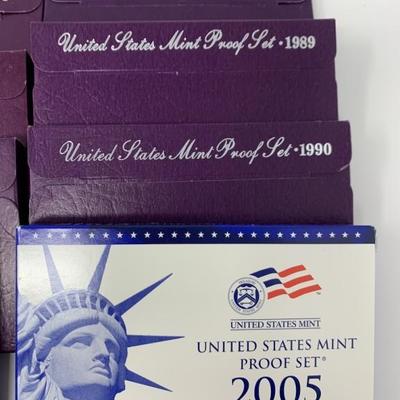 United States Mint Proof Set • 1989
United States Mint Proof Set • 1990
UNITED STATES MINT
UNITED STATES MINT
PROOF SET®
2005